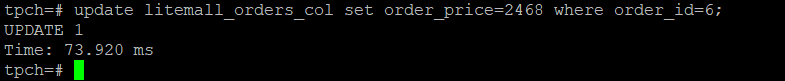 tpch=# update litemall_orders_col set order_price=2468 where order_id=6;
UPDATE 1
Time: 73.920 ms
tpch=#